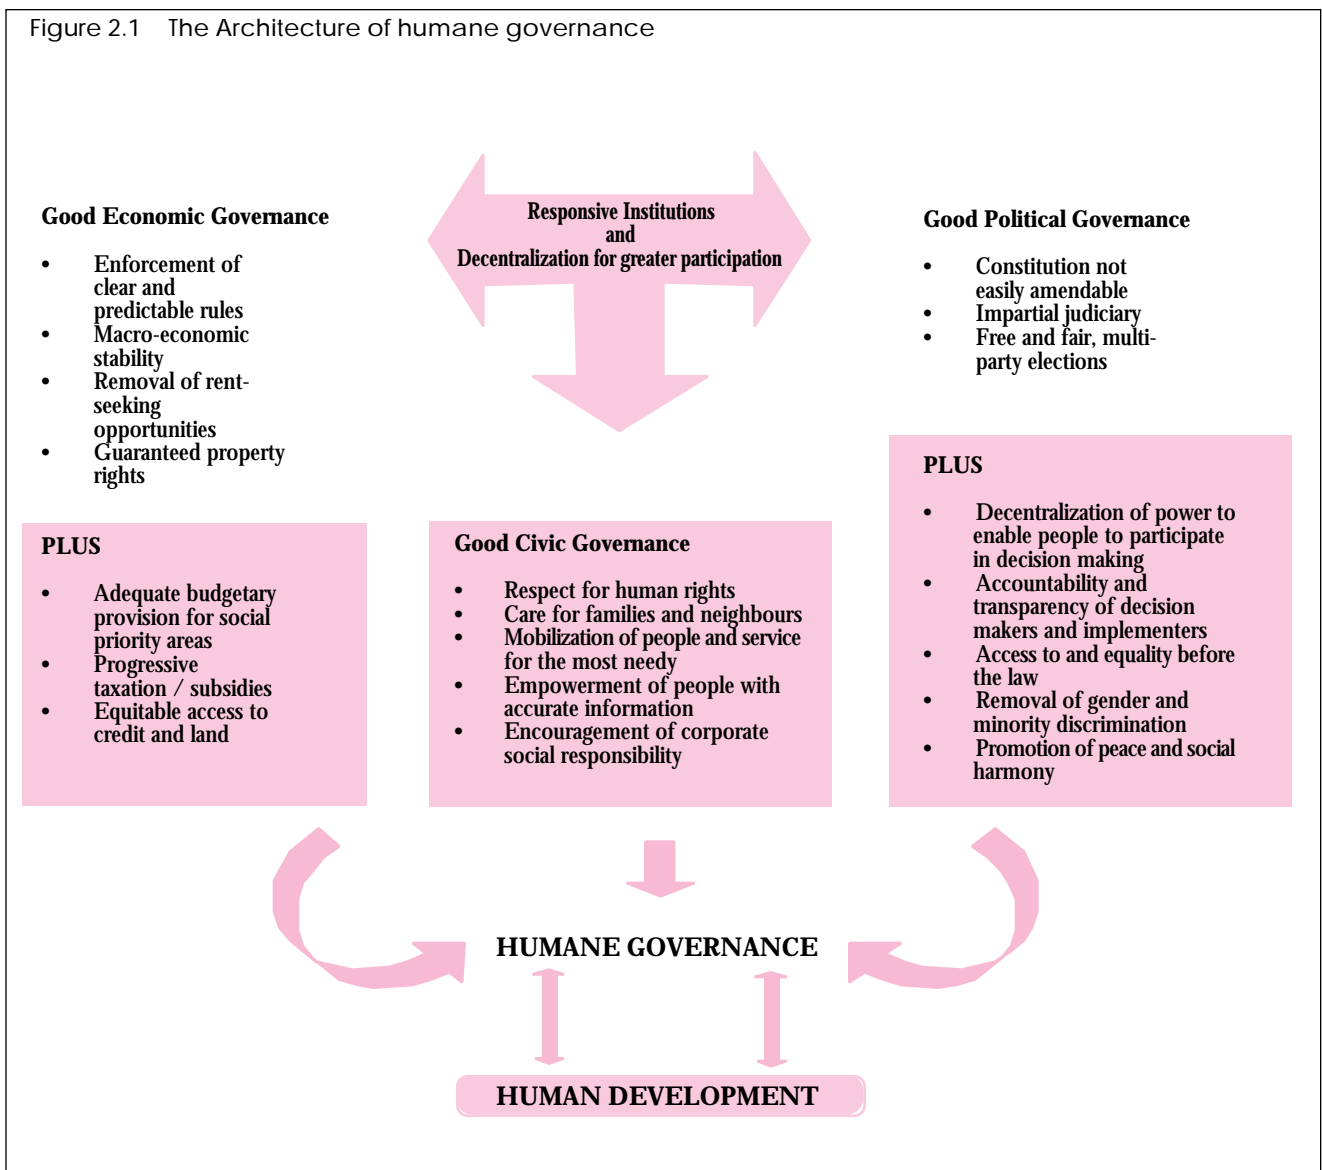 Figure 2.1 The Architecture of humane governance
Responsive Institutions
and
Decentralization for greater participation
Good Economic Governance
• Enforcement of
clear and
predictable rules
• Macro-economic
stability
• Removal of rent-
seeking
opportunities
• Guaranteed property
rights
PLUS
• Adequate budgetary
provision for social
priority areas
• Progressive
taxation / subsidies
• Equitable access to
credit and land
Good Civic Governance
• Respect for human rights
• Care for families and neighbours
• Mobilization of people and service
for the most needy
• Empowerment of people with
accurate information
• Encouragement of corporate
social responsibility
Good Political Governance
• Constitution not
easily amendable
• Impartial judiciary
• Free and fair, multi-
party elections
PLUS
• Decentralization of power to
enable people to participate
in decision making
• Accountability and
transparency of decision
makers and implementers
• Access to and equality before
the law
• Removal of gender and
minority discrimination
• Promotion of peace and social
harmony
HUMANE GOVERNANCE
HUMAN DEVELOPMENT